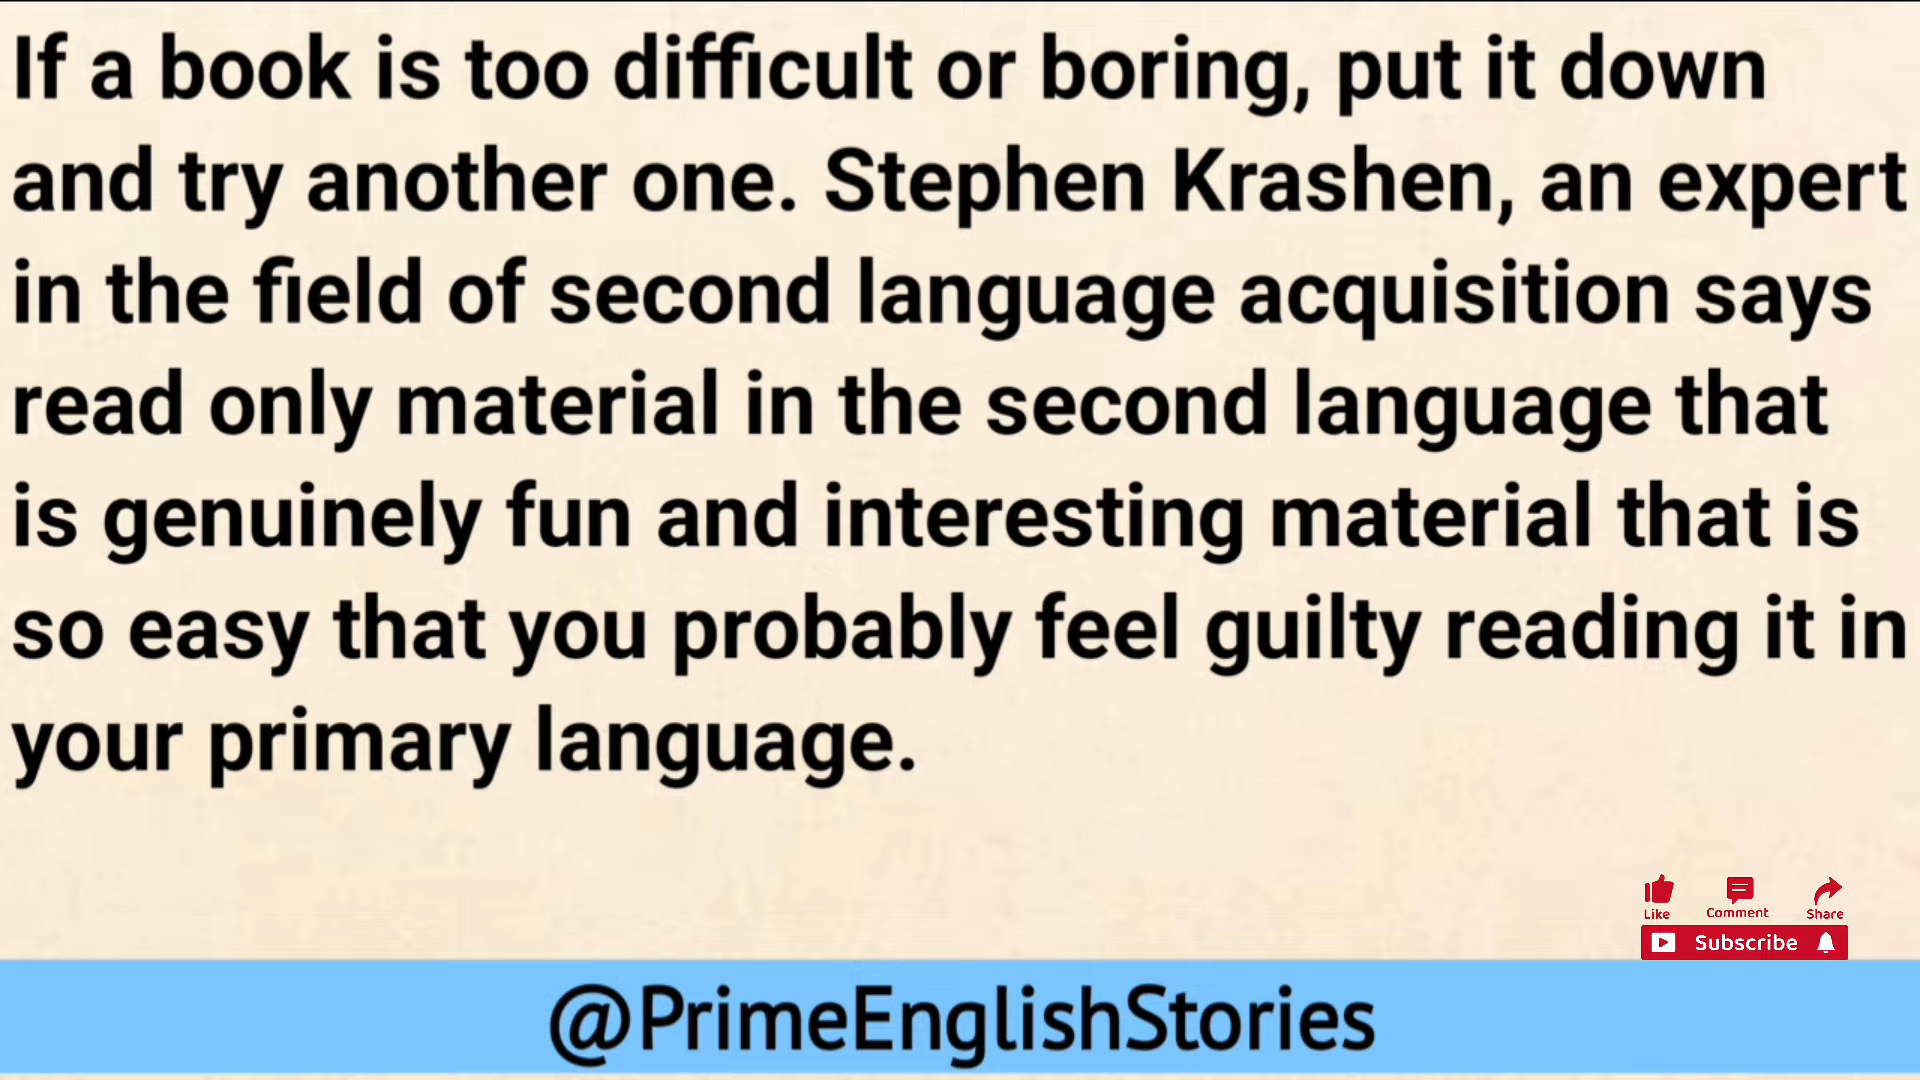 If a book is too difficult or boring, put it down
and try another one. Stephen Krashen, an expert
in the field of second language acquisition says
read only material in the second language that
is genuinely fun and interesting material that is
so easy that you probably feel guilty reading it in
your primary language.
Like Comment Share
Subscribe
@PrimeEnglishStories